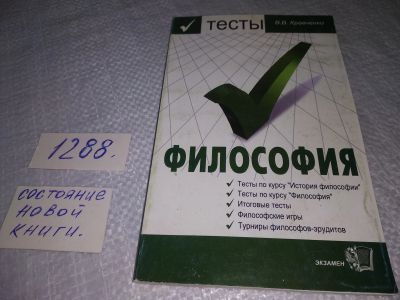 тесты
В.В. Кравченко
ФИЛОСОФИЯ
Тесты по курсу "История философии"
Тесты по курсу "Философия"
Итоговые тесты
Философские игры
Турниры философов-эрудитов
ЭКЗАМЕН
1288.
состояние
новой
книги.